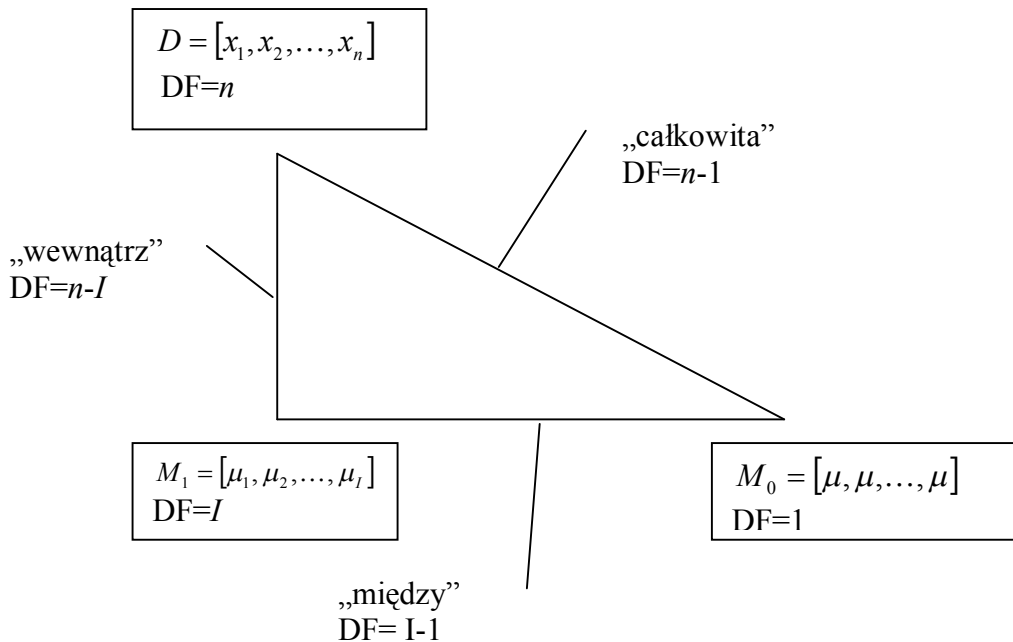 D = [x₁, x₂, …, xₙ]
DF=n
„całkowita”
DF=n-1
„wewnątrz”
DF=n-I
M₁ = [μ₁, μ₂, …, μ_I]
DF=I
M₀ = [μ, μ, …, μ]
DF=1
„między”
DF= I-1